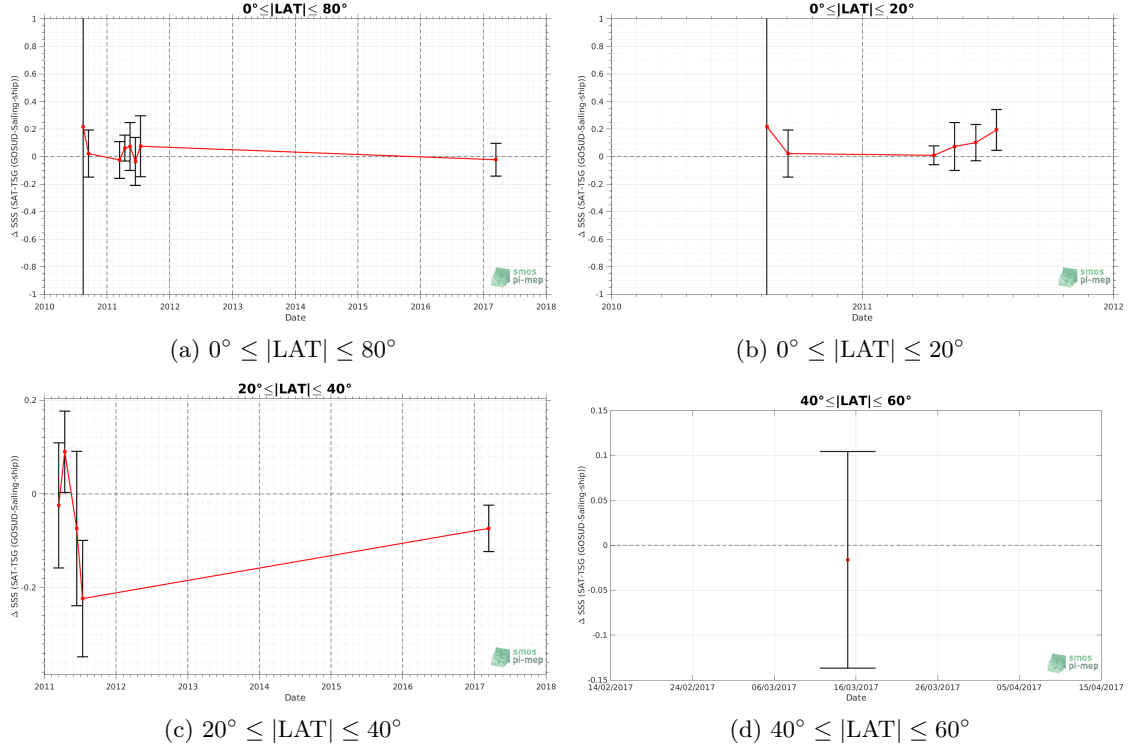 0°≤|LAT|≤ 80°
Δ SSS (SAT-TSG (GOSUD-Sailing-ship))
1
0.8
0.6
0.4
0.2
0
-0.2
-0.4
-0.6
-0.8
-1
smos
pi-mep
2010 2011 2012 2013 2014 2015 2016 2017 2018
Date
(a) 0° ≤ |LAT| ≤ 80°
0°≤|LAT|≤ 20°
Δ SSS (SAT-TSG (GOSUD-Sailing-ship))
1
0.8
0.6
0.4
0.2
0
-0.2
-0.4
-0.6
-0.8
-1
smos
pi-mep
2010 2011 2012
Date
(b) 0° ≤ |LAT| ≤ 20°
20°≤|LAT|≤ 40°
Δ SSS (SAT-TSG (GOSUD-Sailing-ship))
0.2
0
-0.2
smos
pi-mep
2011 2012 2013 2014 2015 2016 2017 2018
Date
(c) 20° ≤ |LAT| ≤ 40°
40°≤|LAT|≤ 60°
Δ SSS (SAT-TSG (GOSUD-Sailing-ship))
0.15
0.1
0.05
0
-0.05
-0.1
-0.15
smos
pi-mep
14/02/2017 24/02/2017 06/03/2017 16/03/2017 26/03/2017 05/04/2017 15/04/2017
Date
(d) 40° ≤ |LAT| ≤ 60°